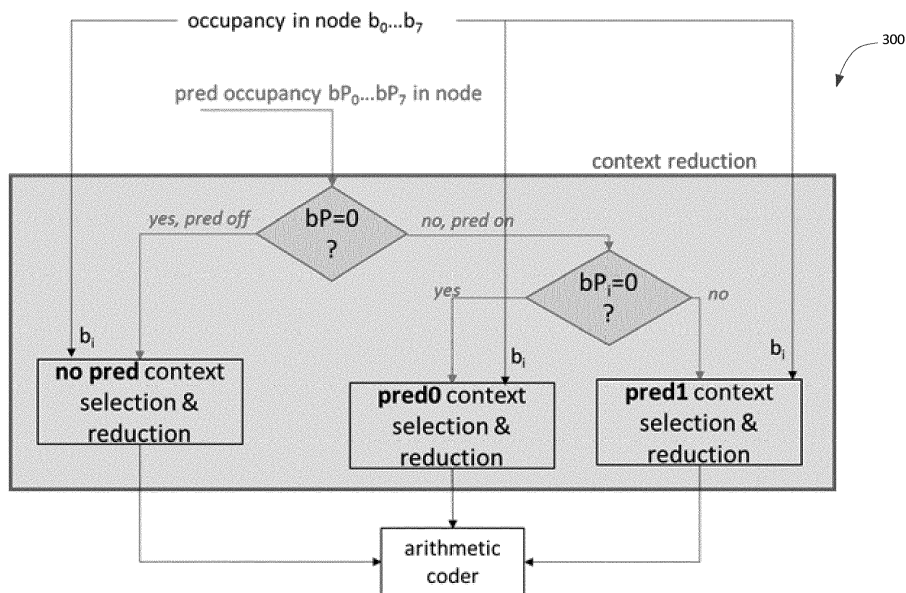 occupancy in node b₀...b₇
300
pred occupancy bP₀...bP₇ in node
context reduction
yes, pred off
bP=0
?
no, pred on
bPᵢ=0
?
yes
no
bᵢ
bᵢ
bᵢ
no pred context
selection &
reduction
pred0 context
selection &
reduction
pred1 context
selection &
reduction
arithmetic
coder